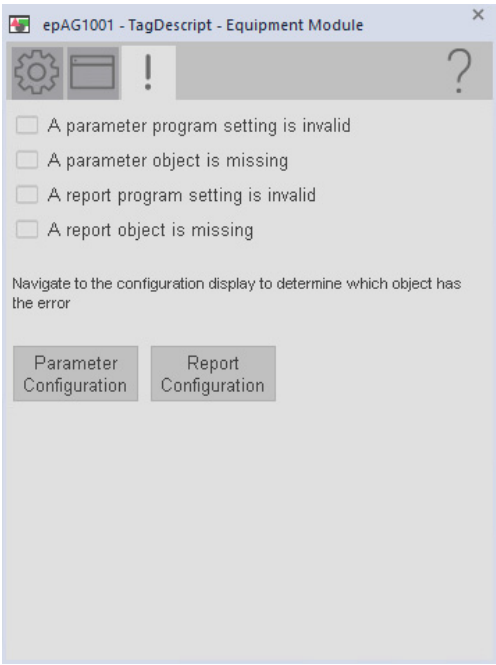 epAG1001 - TagDescript - Equipment Module
A parameter program setting is invalid
A parameter object is missing
A report program setting is invalid
A report object is missing
Navigate to the configuration display to determine which object has
the error
Parameter
Configuration
Report
Configuration